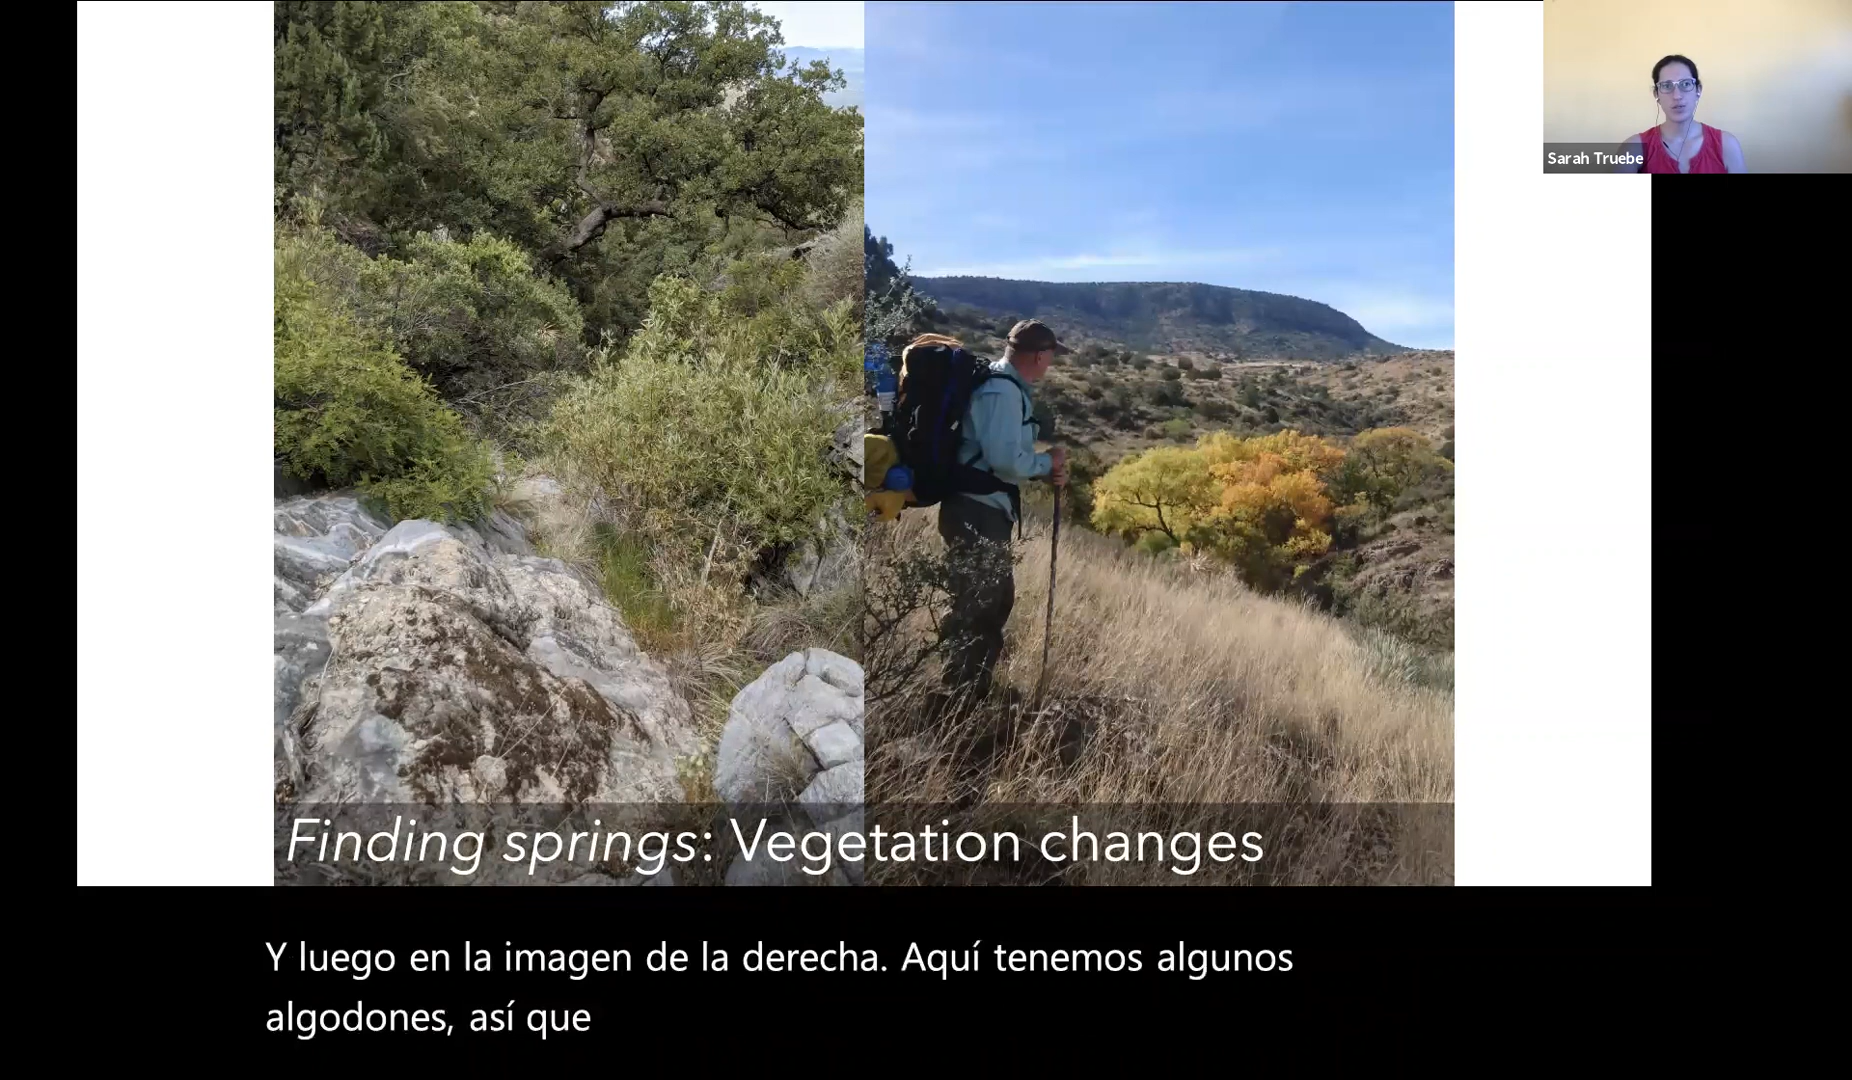 Sarah Truebe
Finding springs: Vegetation changes
Y luego en la imagen de la derecha. Aquí tenemos algunos
algodones, así que